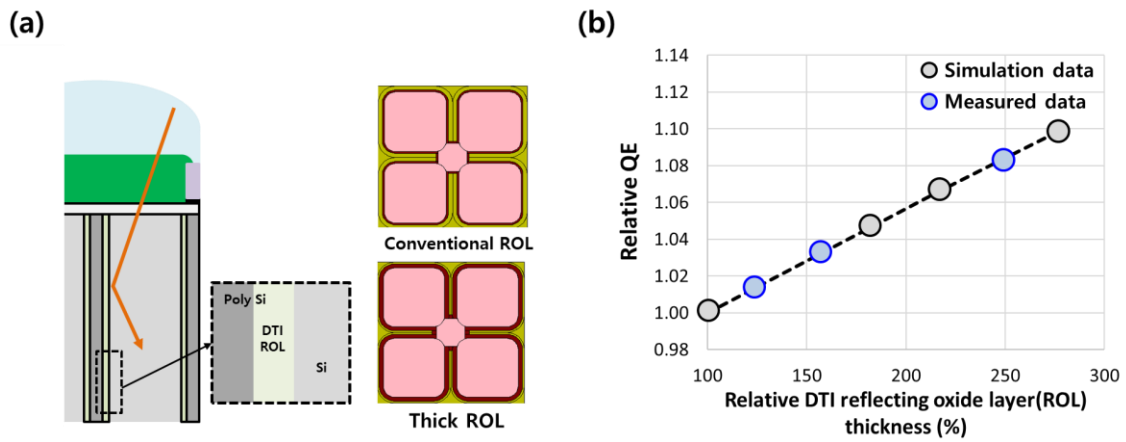 (a)
Poly Si
DTI
ROL
Si
Conventional ROL
Thick ROL
(b)
Relative QE
1.14
1.12
1.10
1.08
1.06
1.04
1.02
1.00
0.98
Simulation data
Measured data
100
150
200
250
300
Relative DTI reflecting oxide layer(ROL)
thickness (%)